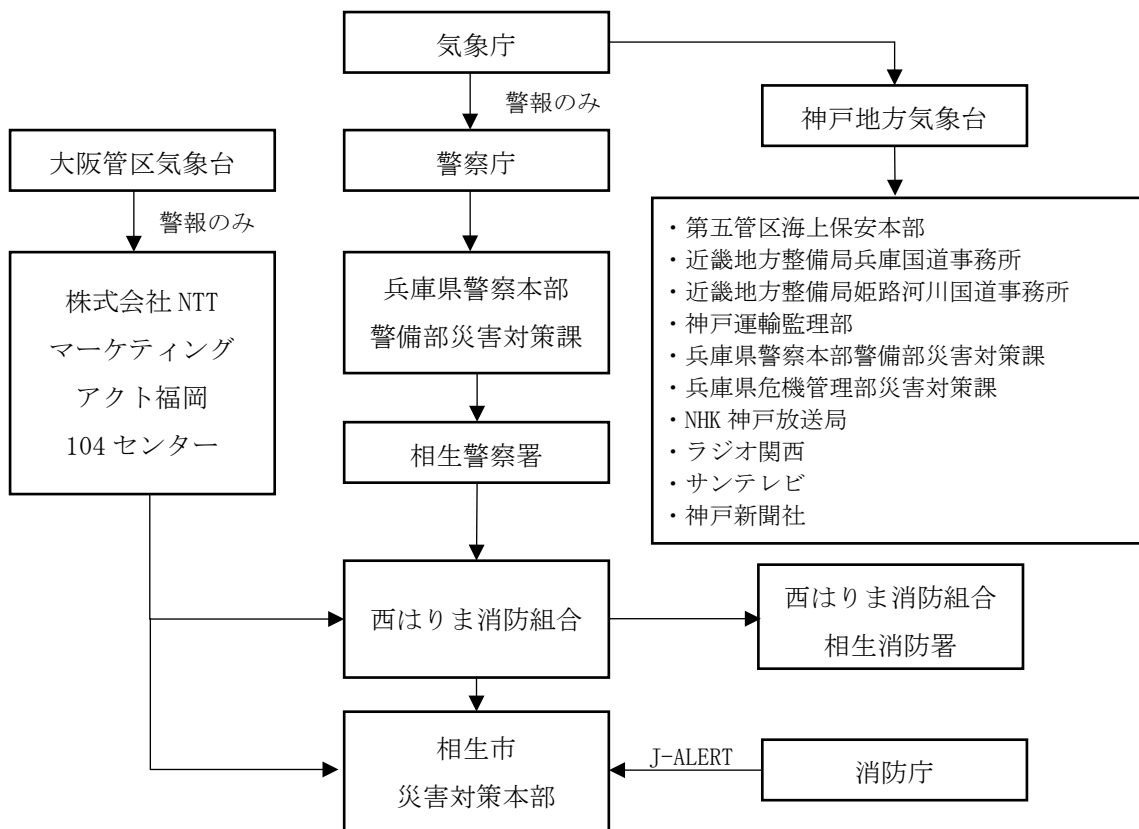 気象庁
警報のみ
神戸地方気象台
大阪管区気象台
警察庁
警報のみ
・第五管区海上保安本部
・近畿地方整備局兵庫国道事務所
・近畿地方整備局姫路河川国道事務所
・神戸運輸監理部
・兵庫県警察本部警備部災害対策課
・兵庫県危機管理部災害対策課
・NHK 神戸放送局
・ラジオ関西
・サンテレビ
・神戸新聞社
株式会社 NTT
マーケティング
アクト福岡
104 センター
兵庫県警察本部
警備部災害対策課
相生警察署
西はりま消防組合
西はりま消防組合
相生消防署
相生市
災害対策本部
J-ALERT
消防庁